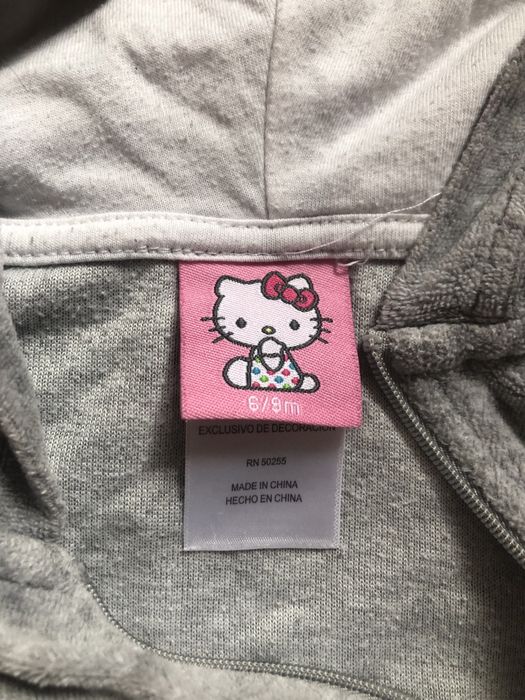 6/9m
EXCLUSIVO DE DECORACION
RN 50255
MADE IN CHINA
HECHO EN CHINA